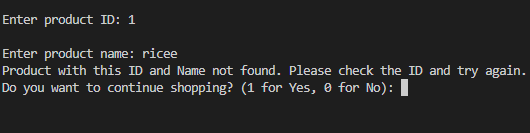 Enter product ID: 1
Enter product name: ricee
Product with this ID and Name not found. Please check the ID and try again.
Do you want to continue shopping? (1 for Yes, 0 for No):